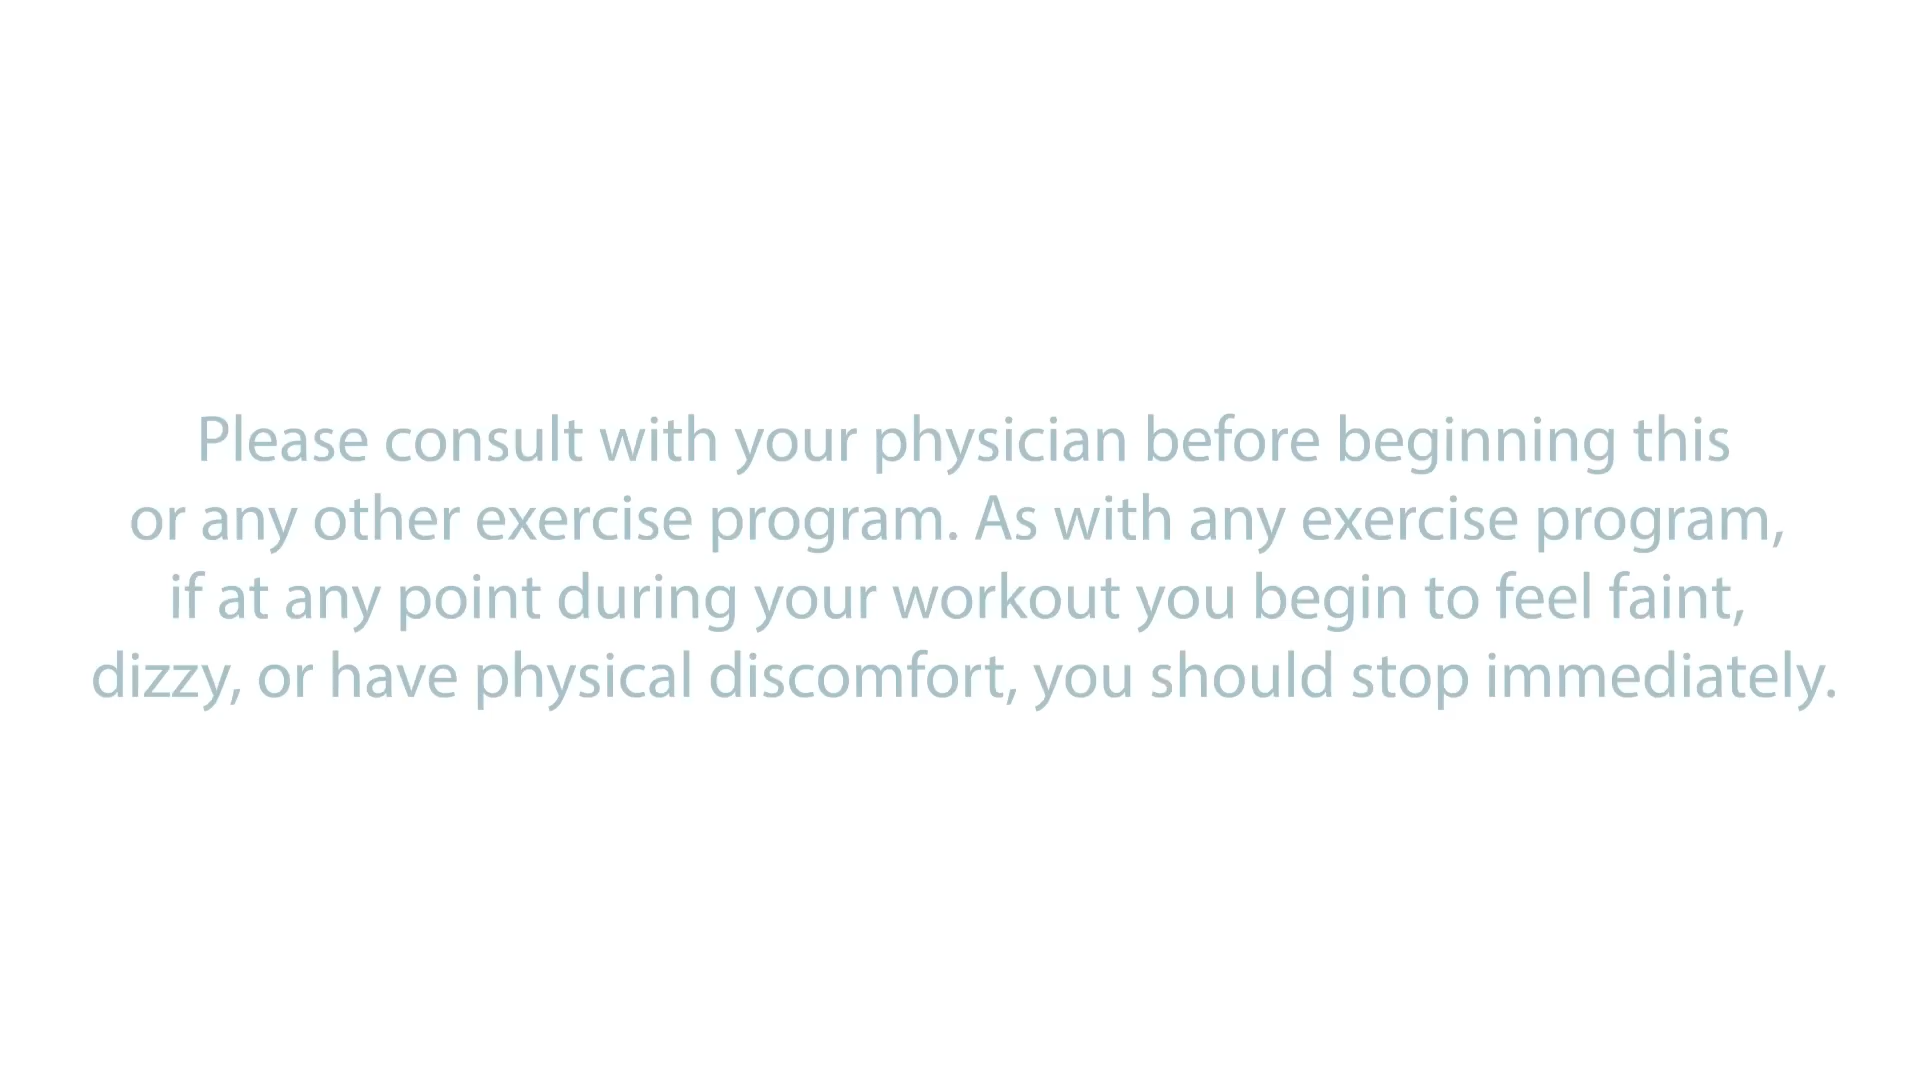 Please consult with your physician before beginning this
or any other exercise program. As with any exercise program,
if at any point during your workout you begin to feel faint,
dizzy, or have physical discomfort, you should stop immediately.